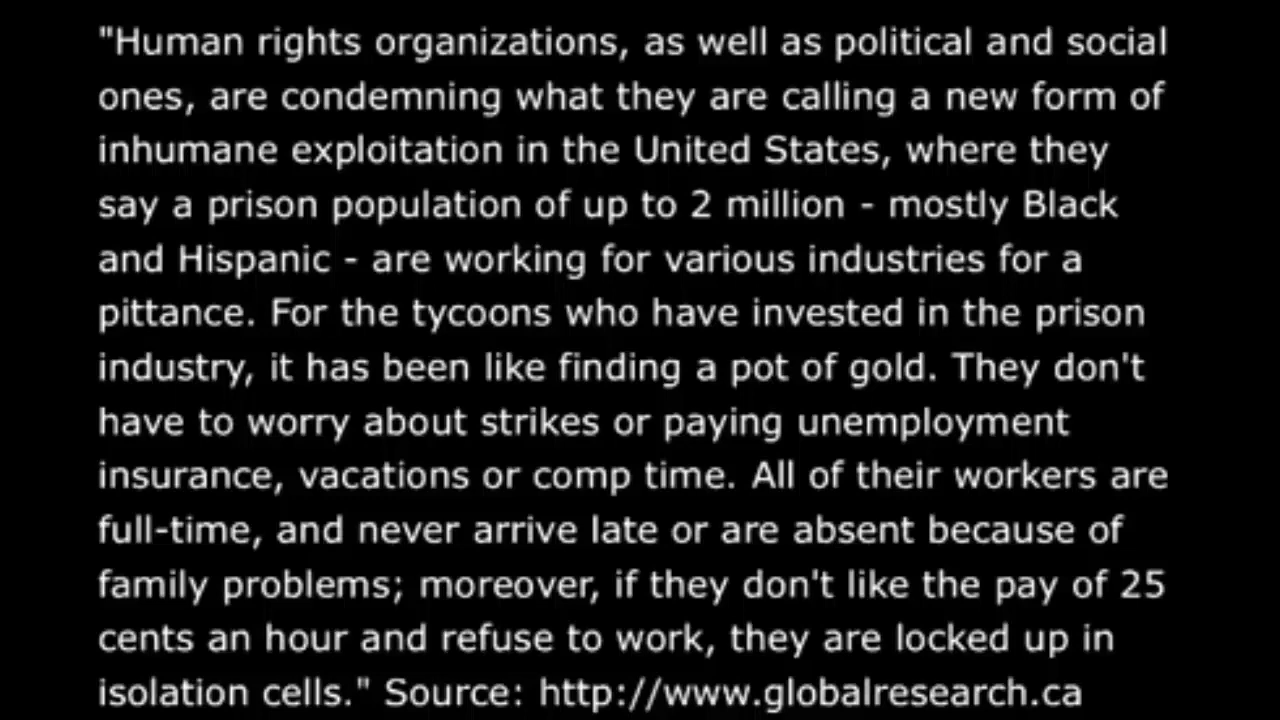 "Human rights organizations, as well as political and social
ones, are condemning what they are calling a new form of
inhumane exploitation in the United States, where they
say a prison population of up to 2 million - mostly Black
and Hispanic - are working for various industries for a
pittance. For the tycoons who have invested in the prison
industry, it has been like finding a pot of gold. They don't
have to worry about strikes or paying unemployment
insurance, vacations or comp time. All of their workers are
full-time, and never arrive late or are absent because of
family problems; moreover, if they don't like the pay of 25
cents an hour and refuse to work, they are locked up in
isolation cells." Source: http://www.globalresearch.ca